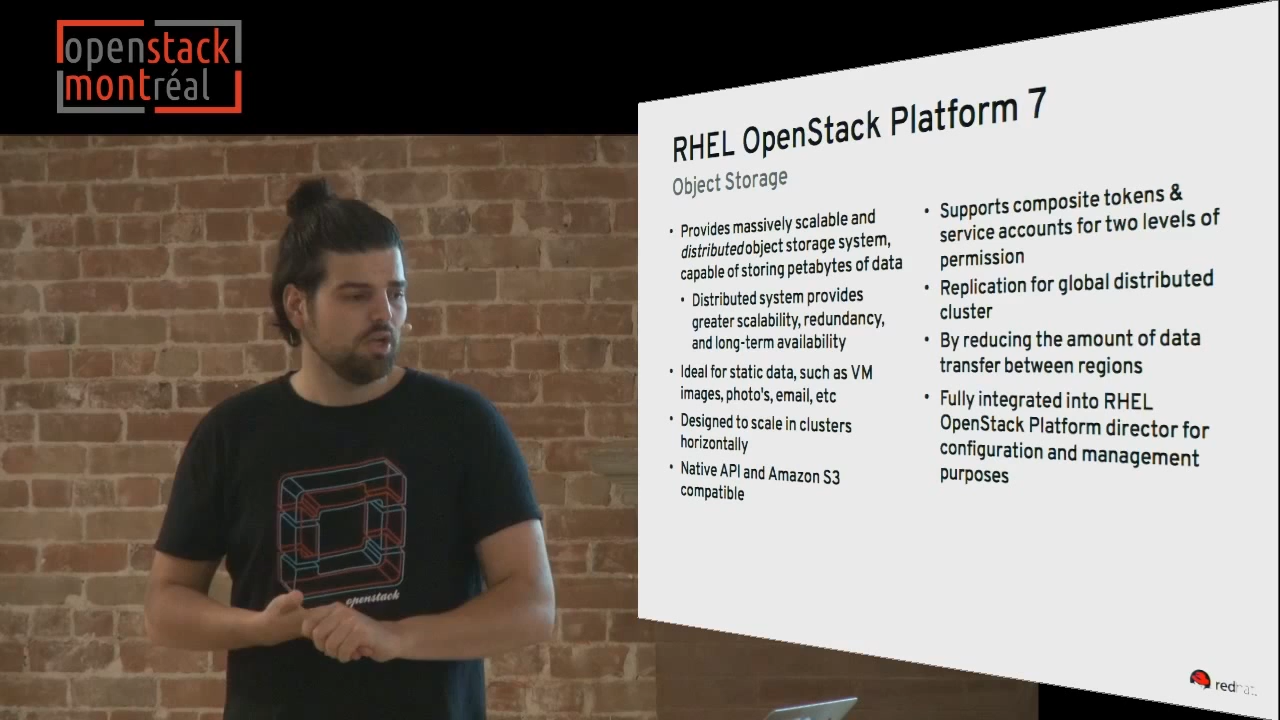 openstack
montréal
RHEL OpenStack Platform 7
Object Storage
• Provides massively scalable and
distributed object storage system,
capable of storing petabytes of data
• Distributed system provides
greater scalability, redundancy,
and long-term availability
• Ideal for static data, such as VM
images, photo's, email, etc
• Designed to scale in clusters
horizontally
• Native API and Amazon S3
compatible
• Supports composite tokens &
service accounts for two levels of
permission
• Replication for global distributed
cluster
• By reducing the amount of data
transfer between regions
• Fully integrated into RHEL
OpenStack Platform director for
configuration and management
purposes
openstack
redhat.